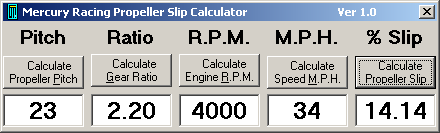 Mercury Racing Propeller Slip Calculator Ver 1.0
Pitch Ratio R.P.M. M.P.H. % Slip
Calculate Calculate Calculate Calculate Calculate
Propeller Pitch Gear Ratio Engine R.P.M. Speed M.P.H. Propeller Slip
23 2.20 4000 34 14.14